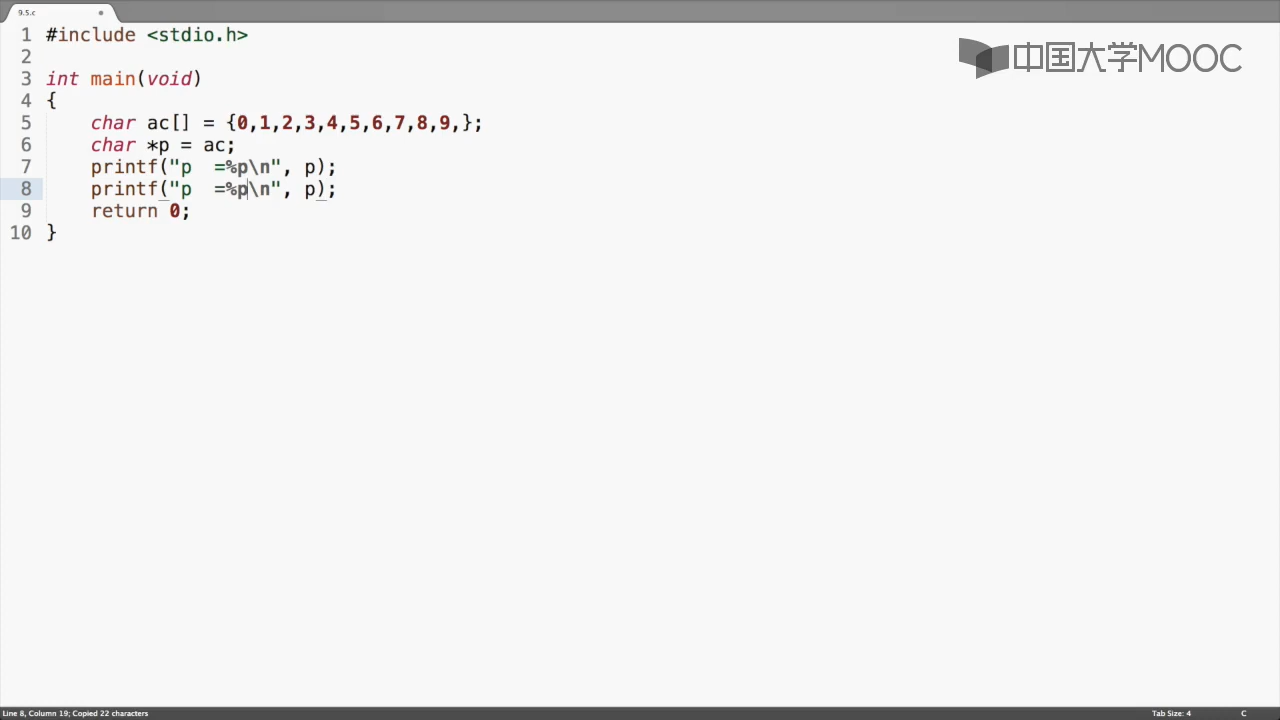 9.5.c
1 #include <stdio.h>
2
3 int main(void)
4 {
5     char ac[] = {0,1,2,3,4,5,6,7,8,9,};
6     char *p = ac;
7     printf("p  =%p\n", p);
8     printf("p  =%p\n", p);
9     return 0;
10 }
中国大学MOOC
Line 8, Column 19; Copied 22 characters
Tab Size: 4
C